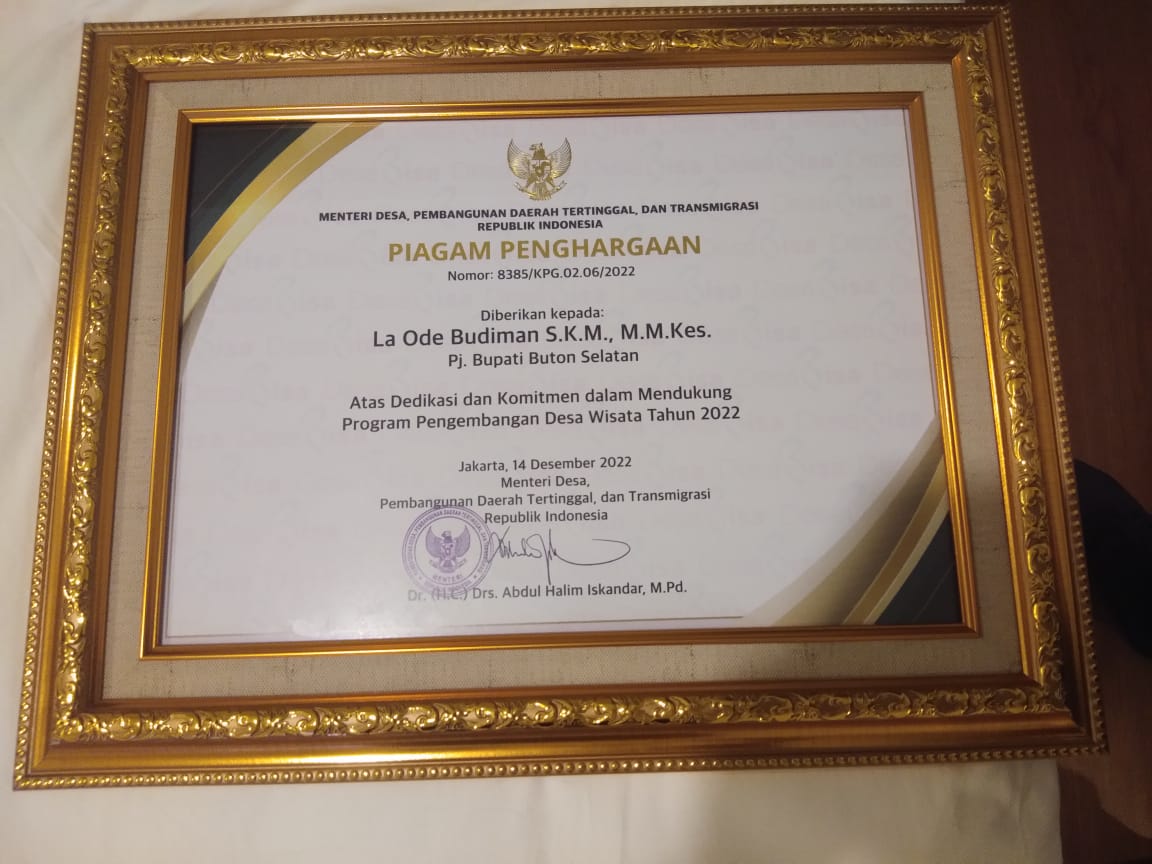 MENTERI DESA, PEMBANGUNAN DAERAH TERTINGGAL, DAN TRANSMIGRASI
REPUBLIK INDONESIA
PIAGAM PENGHARGAAN
Nomor: 8385/KPG.02.06/2022
Diberikan kepada:
La Ode Budiman S.K.M., M.M.Kes.
Pj. Bupati Buton Selatan
Atas Dedikasi dan Komitmen dalam Mendukung
Program Pengembangan Desa Wisata Tahun 2022
Jakarta, 14 Desember 2022
Menteri Desa,
Pembangunan Daerah Tertinggal, dan Transmigrasi
Republik Indonesia
MENTERI
Dr. (H.C.) Drs. Abdul Halim Iskandar, M.Pd.